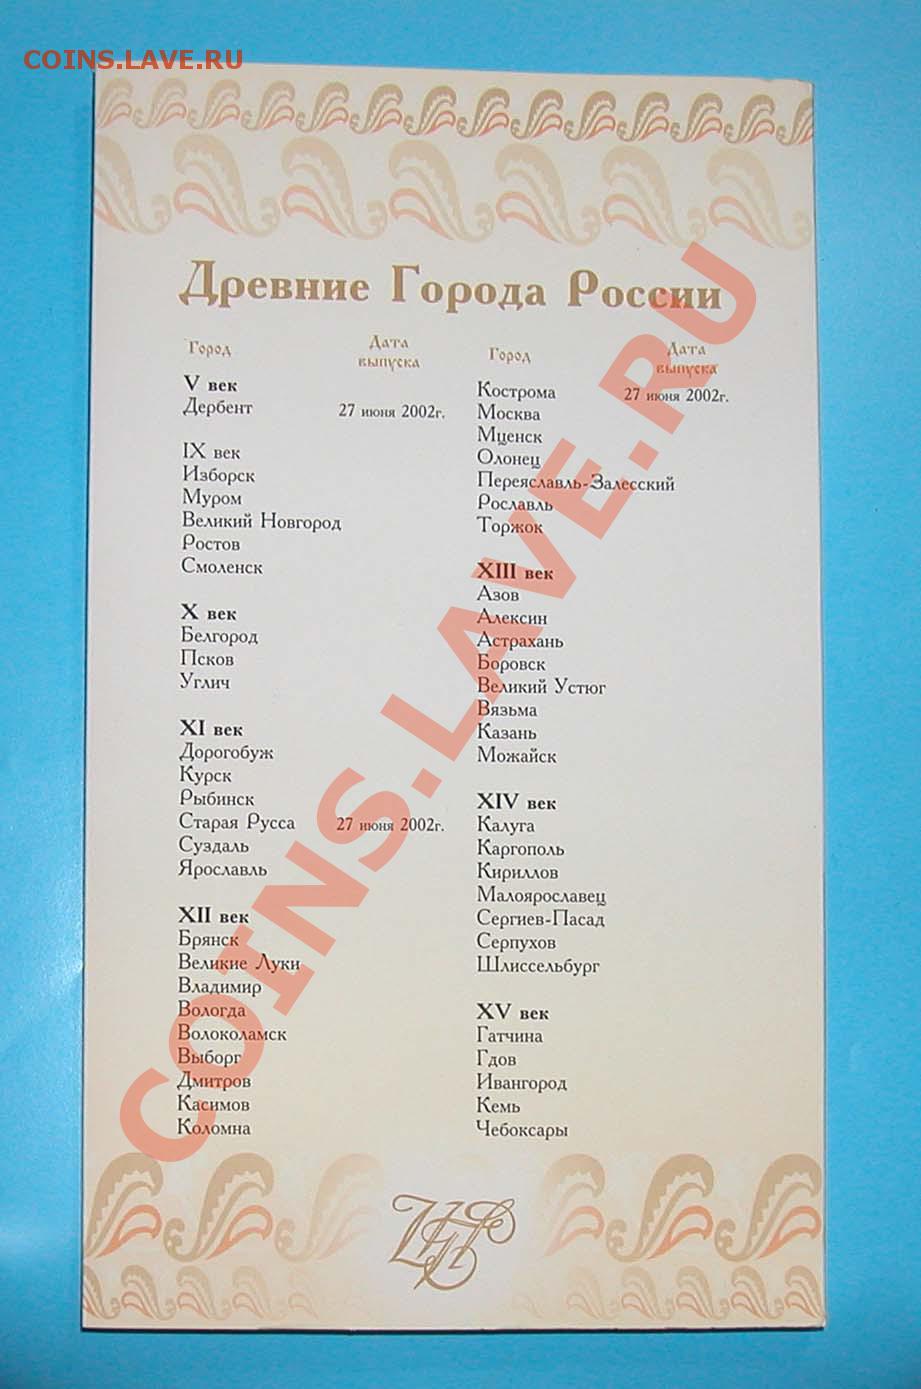 COINS.LAVE.RU
Древние Города России
Город Дата выпуска
V век
Дербент 27 июня 2002г.
IX век
Изборск
Муром
Великий Новгород
Ростов
Смоленск
X век
Белгород
Псков
Углич
XI век
Дорогобуж
Курск
Рыбинск
Старая Русса 27 июня 2002г.
Суздаль
Ярославль
XII век
Брянск
Великие Луки
Владимир
Вологда
Волоколамск
Выборг
Дмитров
Касимов
Коломна
Город Дата выпуска
Кострома 27 июня 2002г.
Москва
Мценск
Олонец
Переяславль-Залесский
Рославль
Торжок
XIII век
Азов
Алексин
Астрахань
Боровск
Великий Устюг
Вязьма
Казань
Можайск
XIV век
Калуга
Каргополь
Кириллов
Малоярославец
Сергиев-Пасад
Серпухов
Шлиссельбург
XV век
Гатчина
Гдов
Ивангород
Кемь
Чебоксары
COINS.LAVE.RU